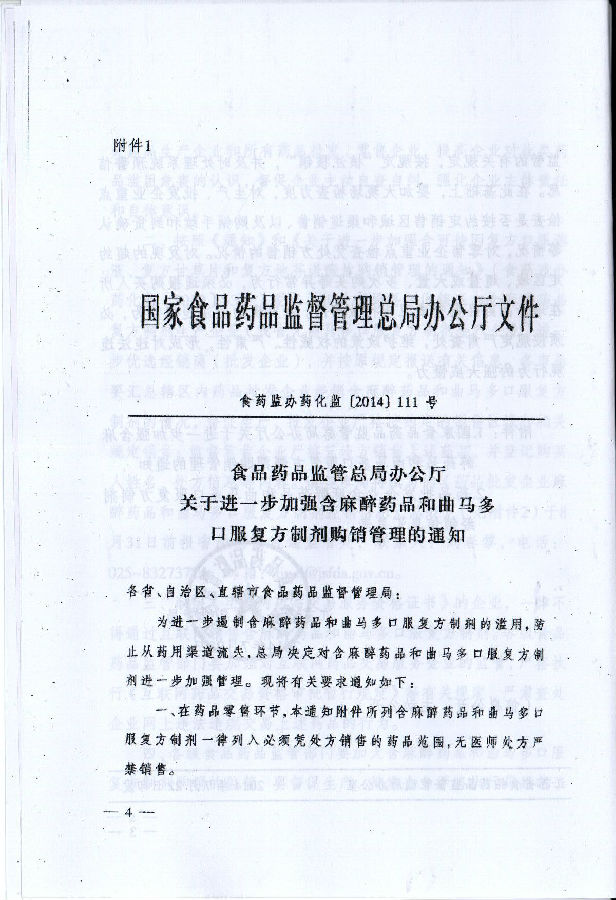 附件1
国家食品药品监督管理总局办公厅文件
食药监办药化监〔2014〕111号
食品药品监管总局办公厅
关于进一步加强含麻醉药品和曲马多
口服复方制剂购销管理的通知
各省、自治区、直辖市食品药品监督管理局：
为进一步遏制含麻醉药品和曲马多口服复方制剂的滥用，防
止从药用渠道流失，总局决定对含麻醉药品和曲马多口服复方制
剂进一步加强管理。现将有关要求通知如下：
一、在药品零售环节，本通知附件所列含麻醉药品和曲马多口
服复方制剂一律列入必须凭处方销售的药品范围，无医师处方严
禁销售。
— 4 —